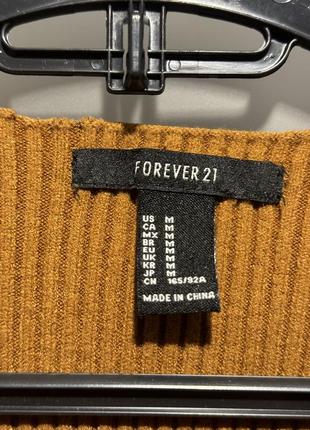 FOREVER 21
US M
CA M
MX M
BR M
EU M
UK M
KR M
JP M
CN 165/92A
MADE IN CHINA